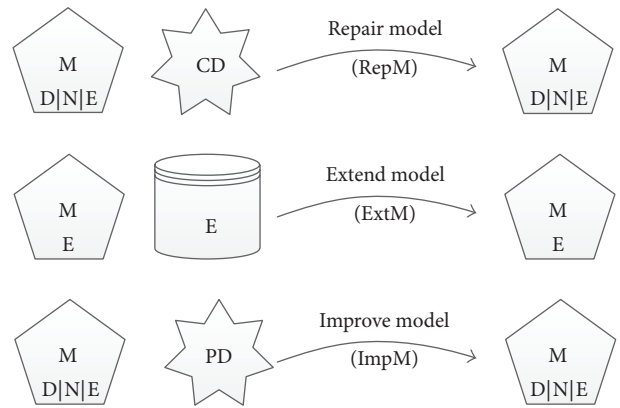 M
D|N|E
CD
Repair model
(RepM)
M
D|N|E
M
E
E
Extend model
(ExtM)
M
E
M
D|N|E
PD
Improve model
(ImpM)
M
D|N|E